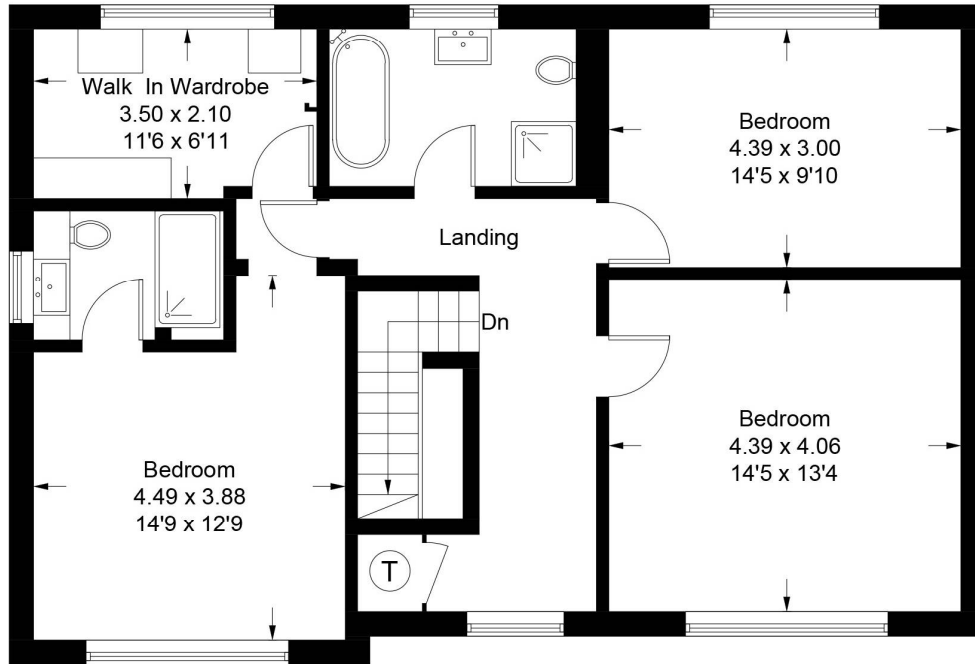 Walk In Wardrobe
3.50 x 2.10
11'6 x 6'11
Bedroom
4.39 x 3.00
14'5 x 9'10
Landing
Dn
Bedroom
4.39 x 4.06
14'5 x 13'4
Bedroom
4.49 x 3.88
14'9 x 12'9
T